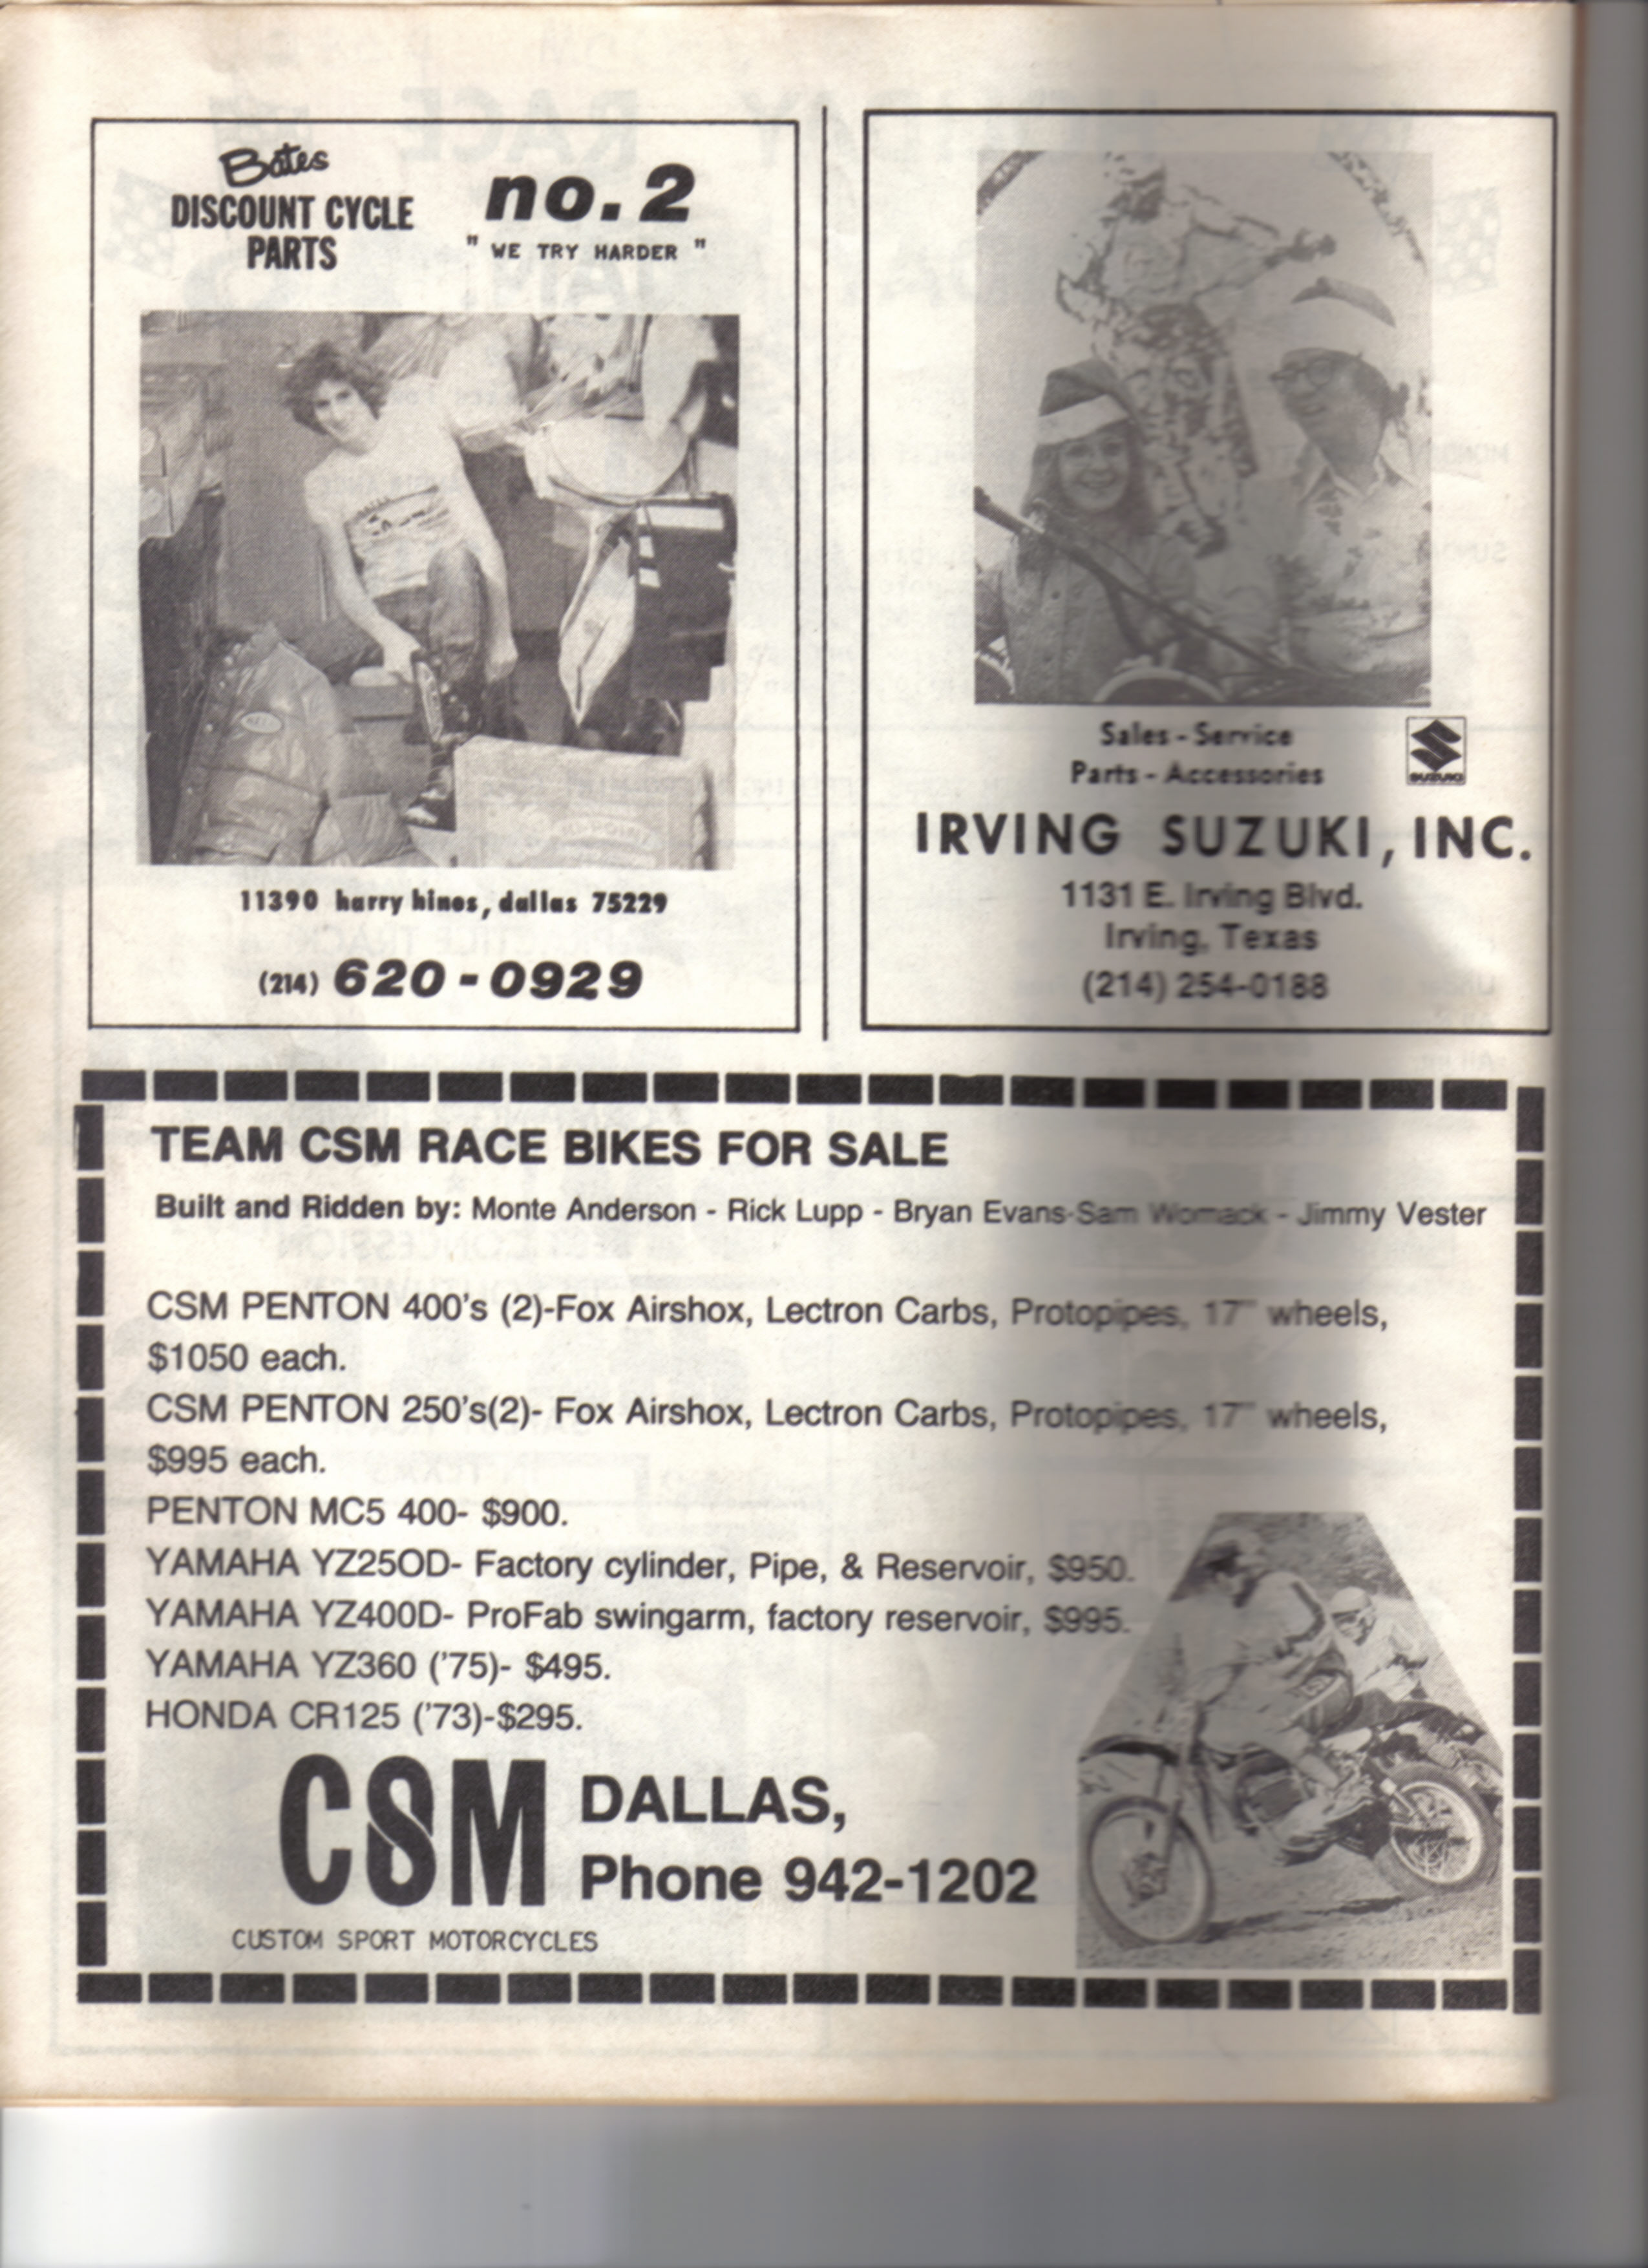 Bates
DISCOUNT CYCLE
PARTS
no. 2
" WE TRY HARDER "
11390 harry hines, dallas 75229
(214) 620-0929
Sales - Service
Parts - Accessories
SUZUKI
IRVING SUZUKI, INC.
1131 E. Irving Blvd.
Irving, Texas
(214) 254-0188
TEAM CSM RACE BIKES FOR SALE
Built and Ridden by: Monte Anderson - Rick Lupp - Bryan Evans-Sam Womack - Jimmy Vester
CSM PENTON 400's (2)-Fox Airshox, Lectron Carbs, Protopipes, 17" wheels,
$1050 each.
CSM PENTON 250's(2)- Fox Airshox, Lectron Carbs, Protopipes, 17" wheels,
$995 each.
PENTON MC5 400- $900.
YAMAHA YZ25OD- Factory cylinder, Pipe, & Reservoir, $950.
YAMAHA YZ400D- ProFab swingarm, factory reservoir, $995.
YAMAHA YZ360 ('75)- $495.
HONDA CR125 ('73)-$295.
CSM
DALLAS,
Phone 942-1202
CUSTOM SPORT MOTORCYCLES